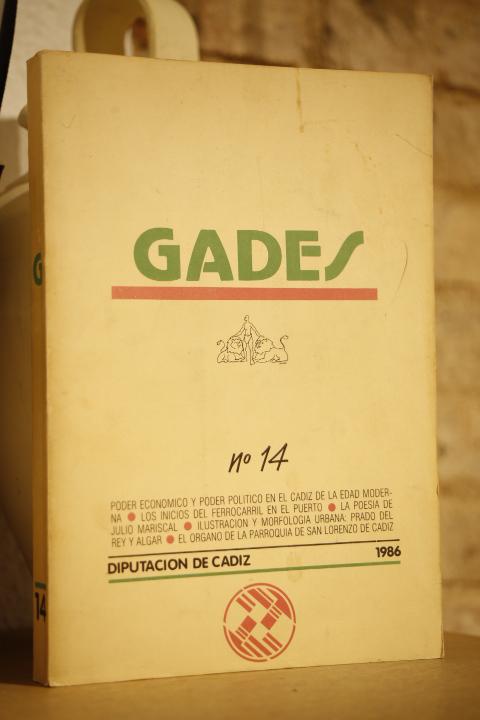 GADES
nº 14
PODER ECONOMICO Y PODER POLITICO EN EL CADIZ DE LA EDAD MODER-
NA ● LOS INICIOS DEL FERROCARRIL EN EL PUERTO ● LA POESIA DE
JULIO MARISCAL ● ILUSTRACION Y MORFOLOGIA URBANA: PRADO DEL
REY Y ALGAR ● EL ORGANO DE LA PARROQUIA DE SAN LORENZO DE CADIZ
DIPUTACION DE CADIZ 1986
G
14